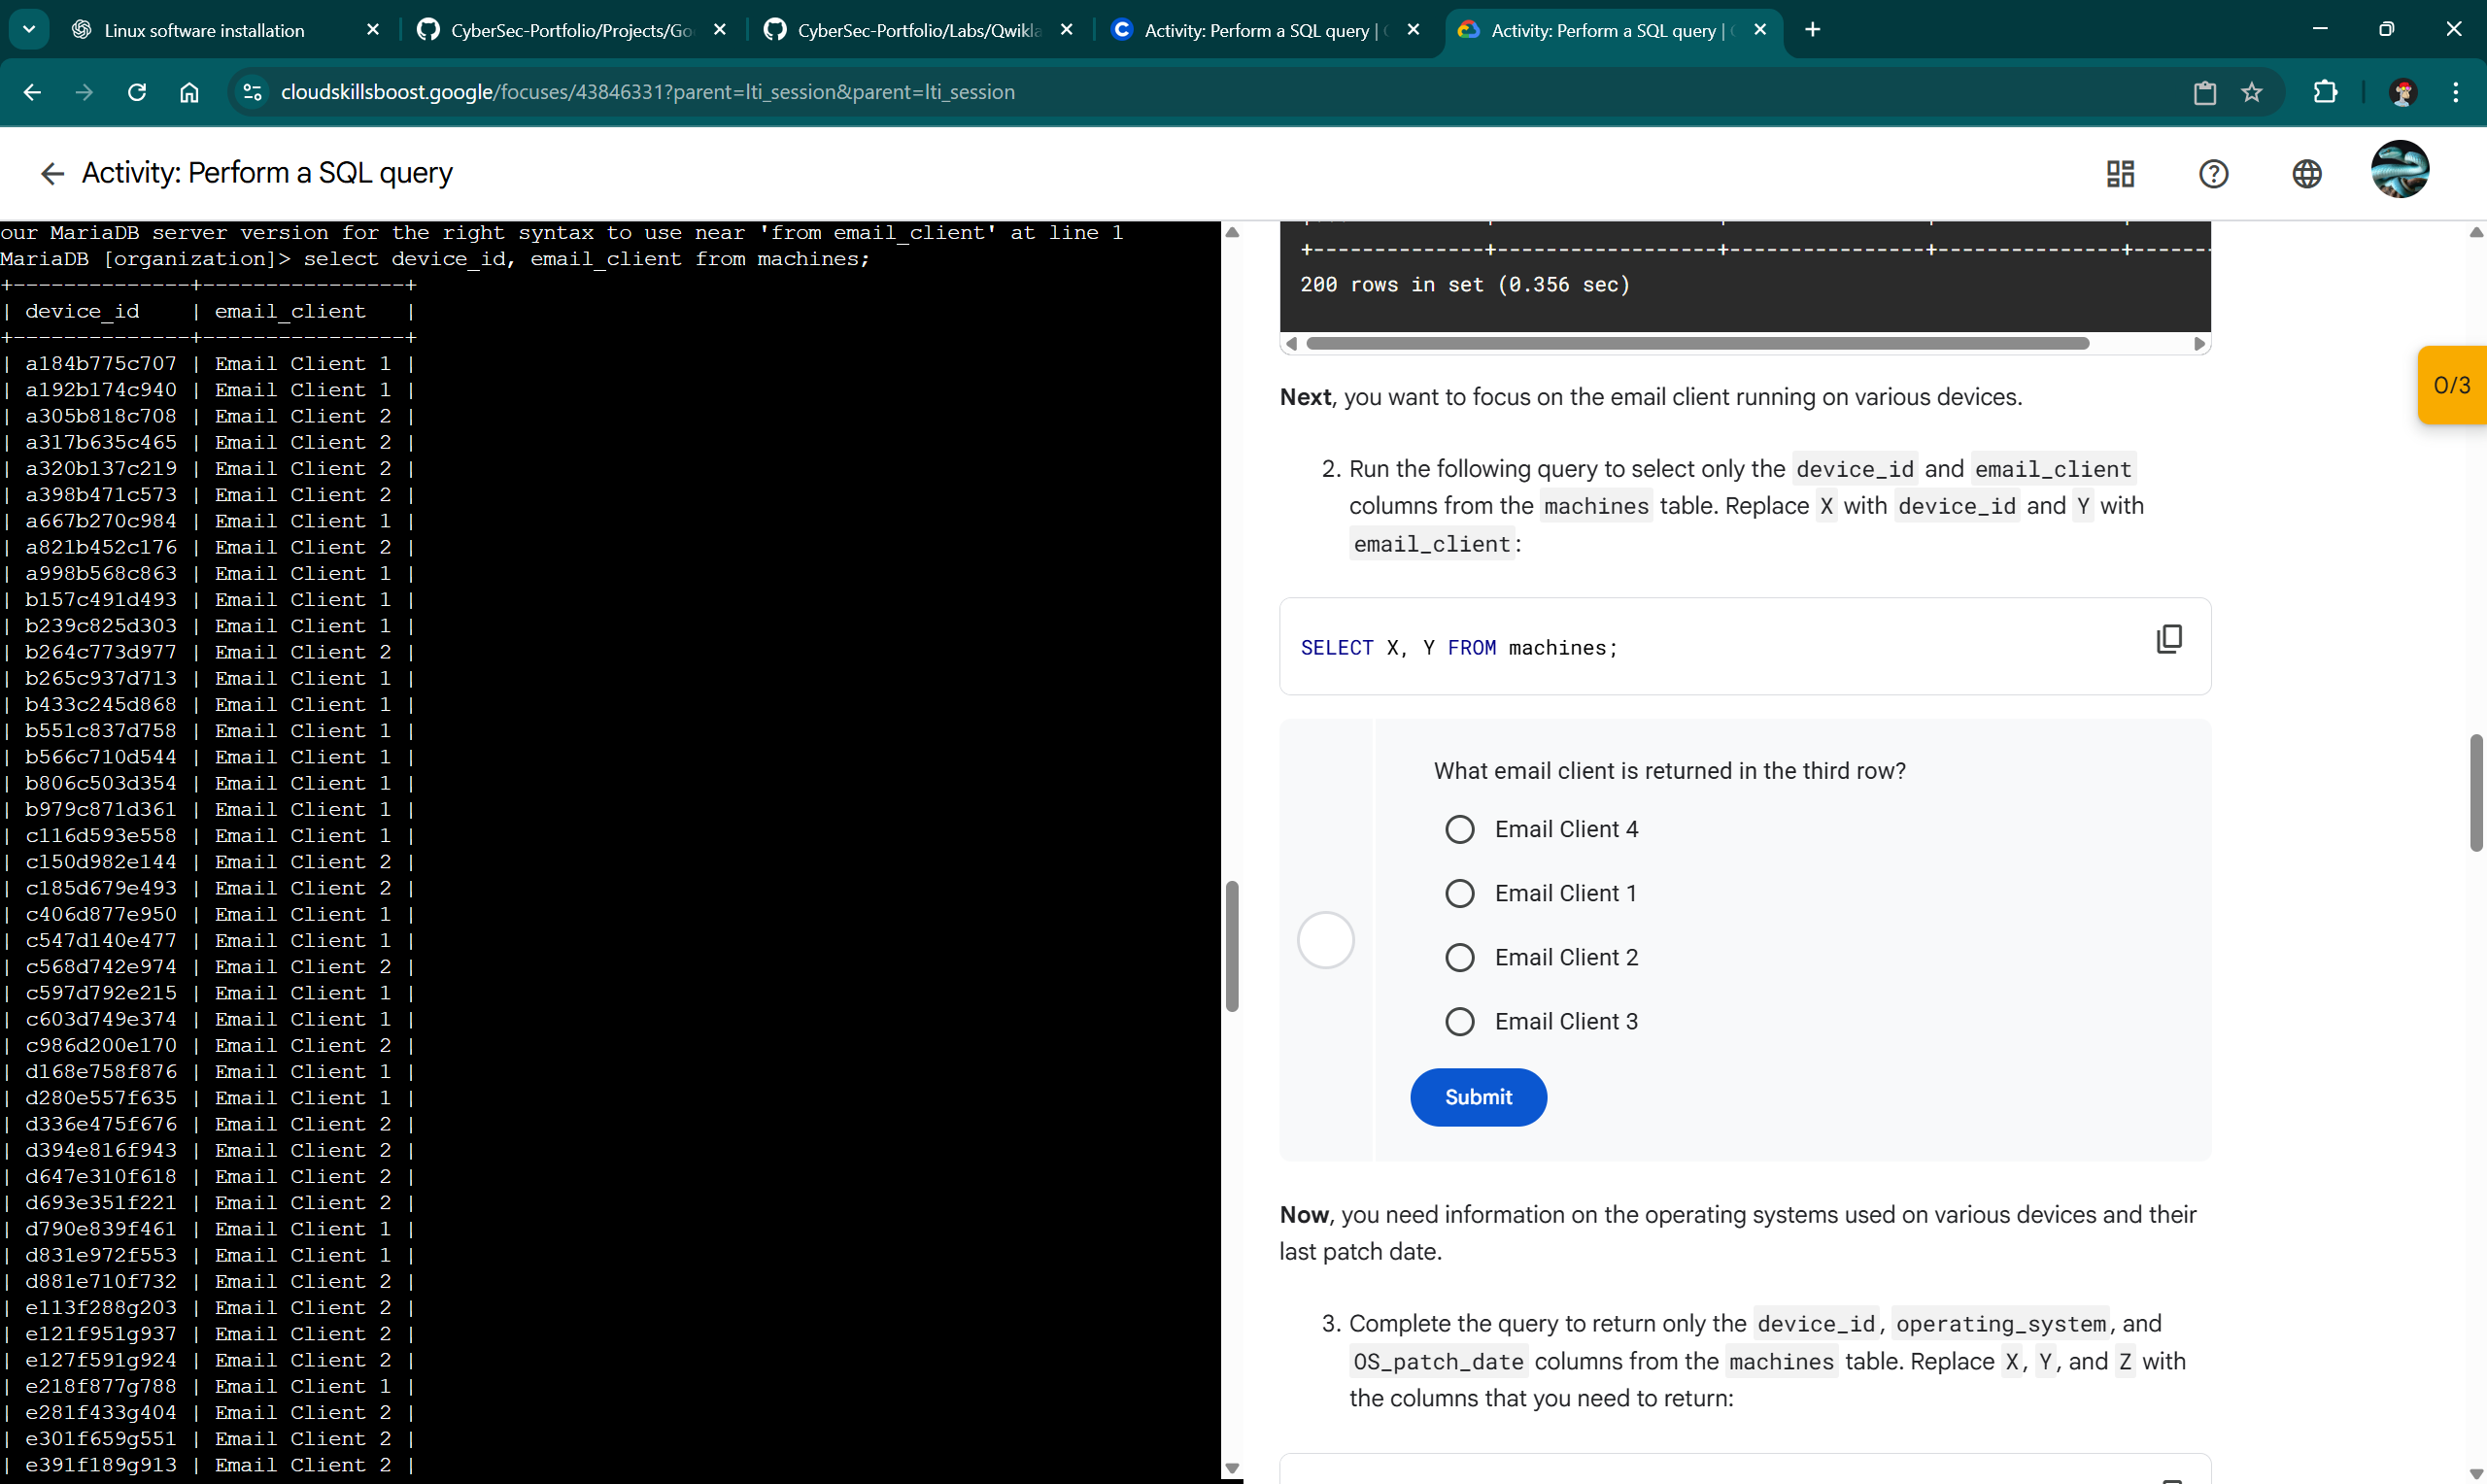 Linux software installation
CyberSec-Portfolio/Projects/Go
CyberSec-Portfolio/Labs/Qwikla
Activity: Perform a SQL query |
Activity: Perform a SQL query |
cloudskillsboost.google/focuses/43846331?parent=lti_session&parent=lti_session
Activity: Perform a SQL query
our MariaDB server version for the right syntax to use near 'from email_client' at line 1
MariaDB [organization]> select device_id, email_client from machines;
+--------------+----------------+
| device_id    | email_client   |
+--------------+----------------+
| a184b775c707 | Email Client 1 |
| a192b174c940 | Email Client 1 |
| a305b818c708 | Email Client 2 |
| a317b635c465 | Email Client 2 |
| a320b137c219 | Email Client 2 |
| a398b471c573 | Email Client 2 |
| a667b270c984 | Email Client 1 |
| a821b452c176 | Email Client 2 |
| a998b568c863 | Email Client 1 |
| b157c491d493 | Email Client 1 |
| b239c825d303 | Email Client 1 |
| b264c773d977 | Email Client 2 |
| b265c937d713 | Email Client 1 |
| b433c245d868 | Email Client 1 |
| b551c837d758 | Email Client 1 |
| b566c710d544 | Email Client 1 |
| b806c503d354 | Email Client 1 |
| b979c871d361 | Email Client 1 |
| c116d593e558 | Email Client 1 |
| c150d982e144 | Email Client 2 |
| c185d679e493 | Email Client 2 |
| c406d877e950 | Email Client 1 |
| c547d140e477 | Email Client 1 |
| c568d742e974 | Email Client 2 |
| c597d792e215 | Email Client 1 |
| c603d749e374 | Email Client 1 |
| c986d200e170 | Email Client 2 |
| d168e758f876 | Email Client 1 |
| d280e557f635 | Email Client 1 |
| d336e475f676 | Email Client 2 |
| d394e816f943 | Email Client 2 |
| d647e310f618 | Email Client 2 |
| d693e351f221 | Email Client 2 |
| d790e839f461 | Email Client 1 |
| d831e972f553 | Email Client 1 |
| d881e710f732 | Email Client 2 |
| e113f288g203 | Email Client 2 |
| e121f951g937 | Email Client 2 |
| e127f591g924 | Email Client 2 |
| e218f877g788 | Email Client 1 |
| e281f433g404 | Email Client 2 |
| e301f659g551 | Email Client 2 |
| e391f189g913 | Email Client 2 |
200 rows in set (0.356 sec)
0/3
Next, you want to focus on the email client running on various devices.
2. Run the following query to select only the device_id and email_client
columns from the machines table. Replace X with device_id and Y with
email_client:
SELECT X, Y FROM machines;
What email client is returned in the third row?
Email Client 4
Email Client 1
Email Client 2
Email Client 3
Submit
Now, you need information on the operating systems used on various devices and their
last patch date.
3. Complete the query to return only the device_id, operating_system, and
OS_patch_date columns from the machines table. Replace X, Y, and Z with
the columns that you need to return: